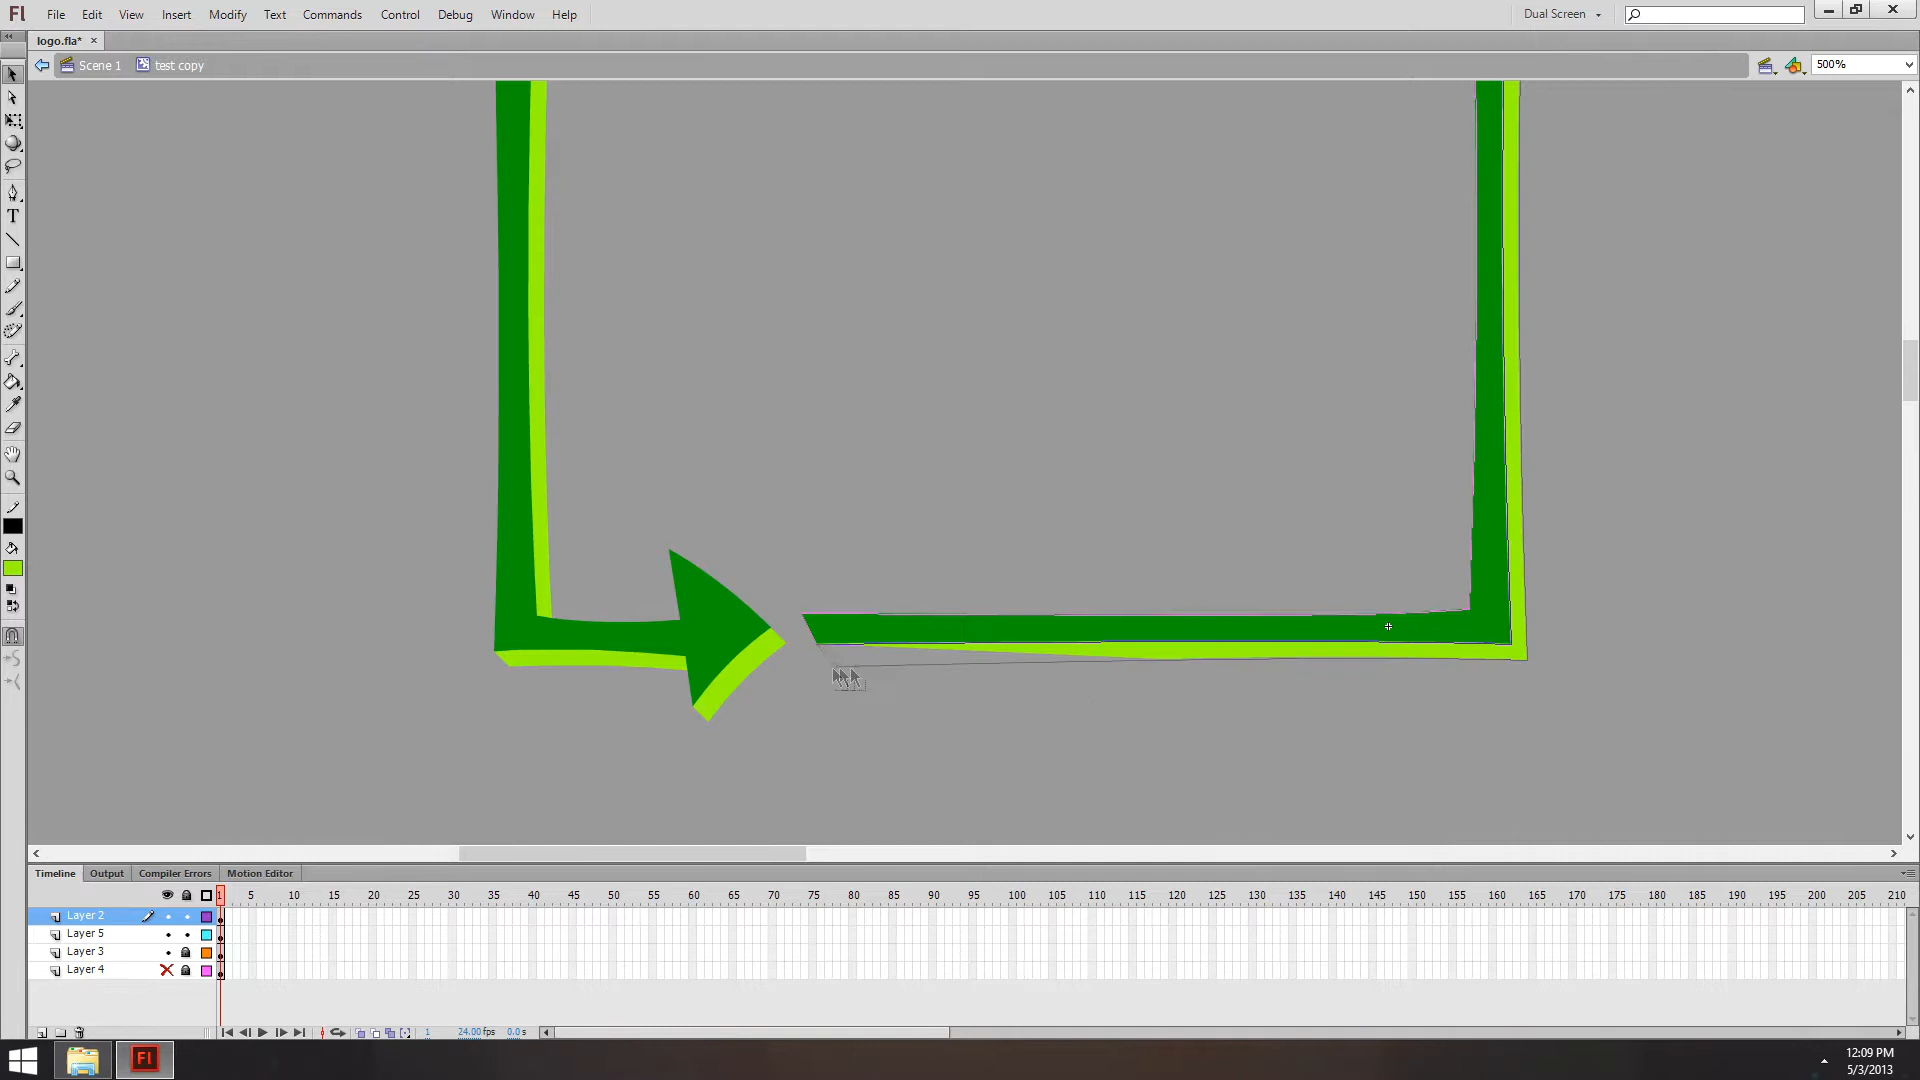 Fl File Edit View Insert Modify Text Commands Control Debug Window Help Dual Screen
logo.fla* ×
Scene 1 test copy 500%
T
Timeline Output Compiler Errors Motion Editor
1 5 10 15 20 25 30 35 40 45 50 55 60 65 70 75 80 85 90 95 100 105 110 115 120 125 130 135 140 145 150 155 160 165 170 175 180 185 190 195 200 205 210
Layer 2
Layer 5
Layer 3
Layer 4
1 24.00 fps 0.0 s
Fl 12:09 PM
5/3/2013